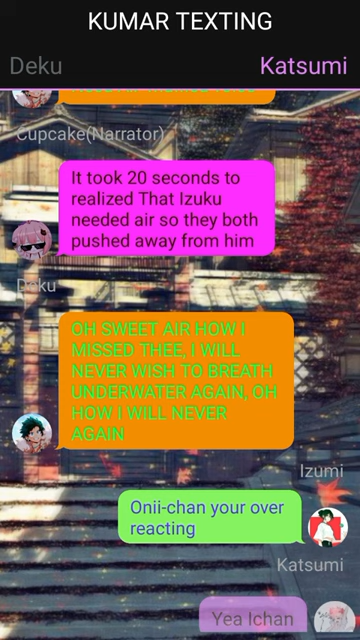 KUMAR TEXTING
Deku Katsumi
Cupcake(Narrator)
It took 20 seconds to
realized That Izuku
needed air so they both
pushed away from him
Deku
OH SWEET AIR HOW I
MISSED THEE, I WILL
NEVER WISH TO BREATH
UNDERWATER AGAIN, OH
HOW I WILL NEVER
AGAIN
Izumi
Onii-chan your over
reacting
Katsumi
Yea Ichan